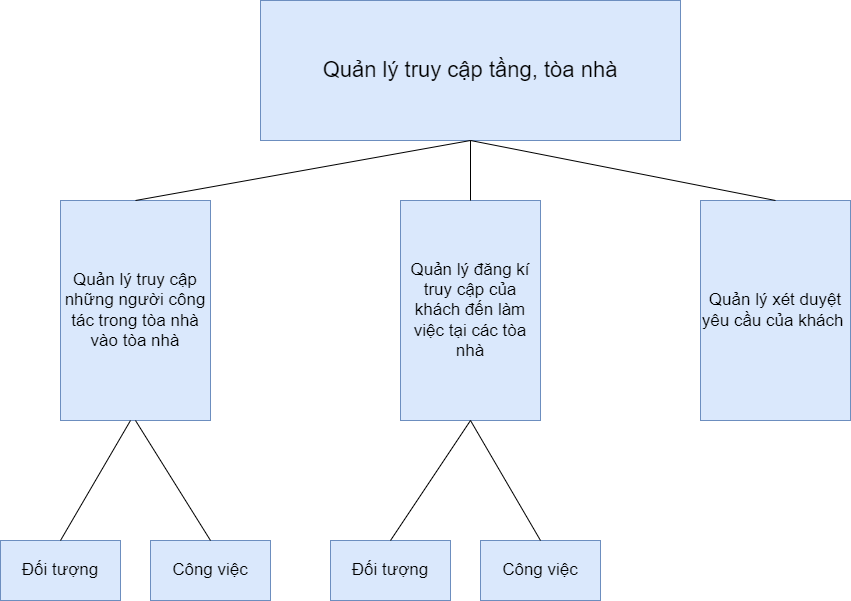 Quản lý truy cập tầng, tòa nhà
Quản lý truy cập
những người công
tác trong tòa nhà
vào tòa nhà
Quản lý đăng kí
truy cập của
khách đến làm
việc tại các tòa
nhà
Quản lý xét duyệt
yêu cầu của khách
Đối tượng
Công việc
Đối tượng
Công việc